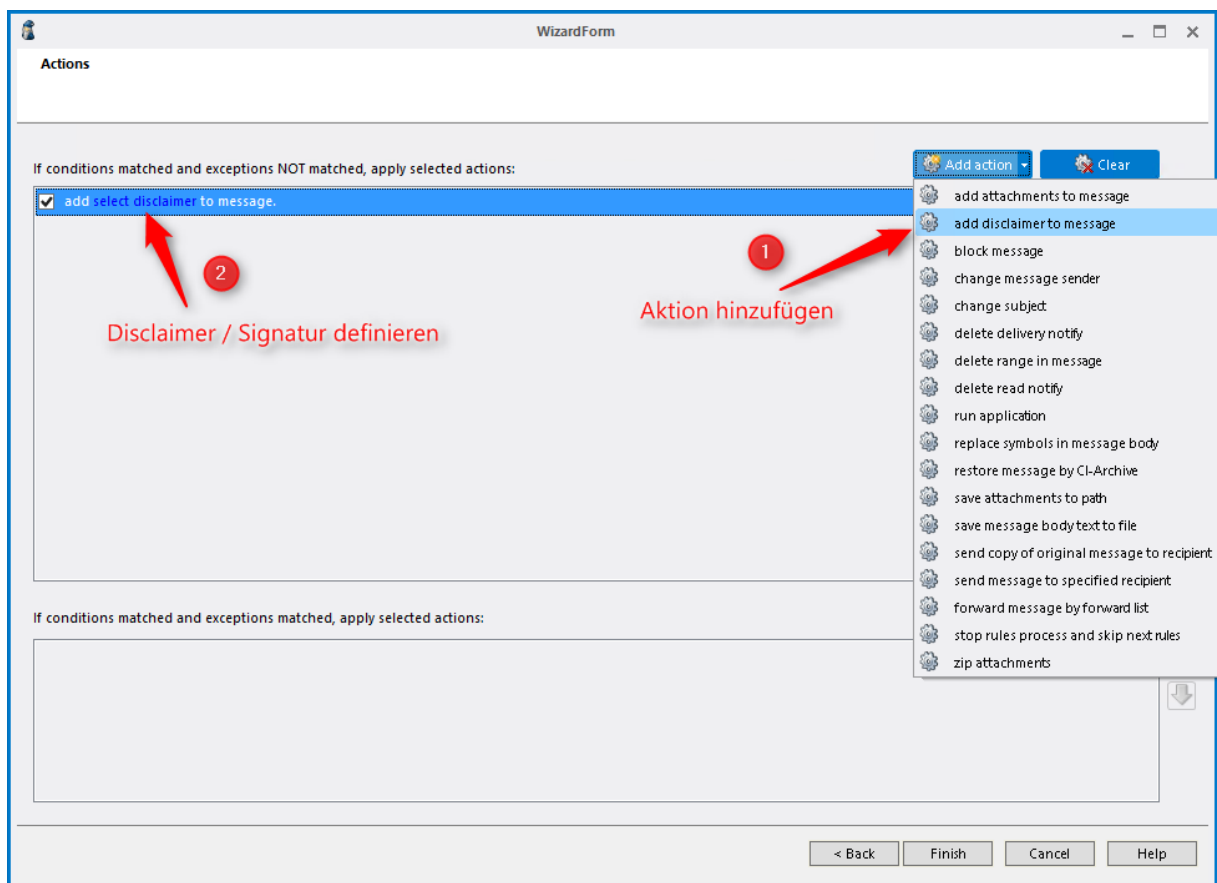 WizardForm
Actions
If conditions matched and exceptions NOT matched, apply selected actions:
Add action
Clear
add select disclaimer to message.
add attachments to message
add disclaimer to message
block message
change message sender
change subject
delete delivery notify
delete range in message
delete read notify
run application
replace symbols in message body
restore message by CI-Archive
save attachments to path
save message body text to file
send copy of original message to recipient
send message to specified recipient
forward message by forward list
stop rules process and skip next rules
zip attachments
1
Aktion hinzufügen
2
Disclaimer / Signatur definieren
If conditions matched and exceptions matched, apply selected actions:
< Back
Finish
Cancel
Help